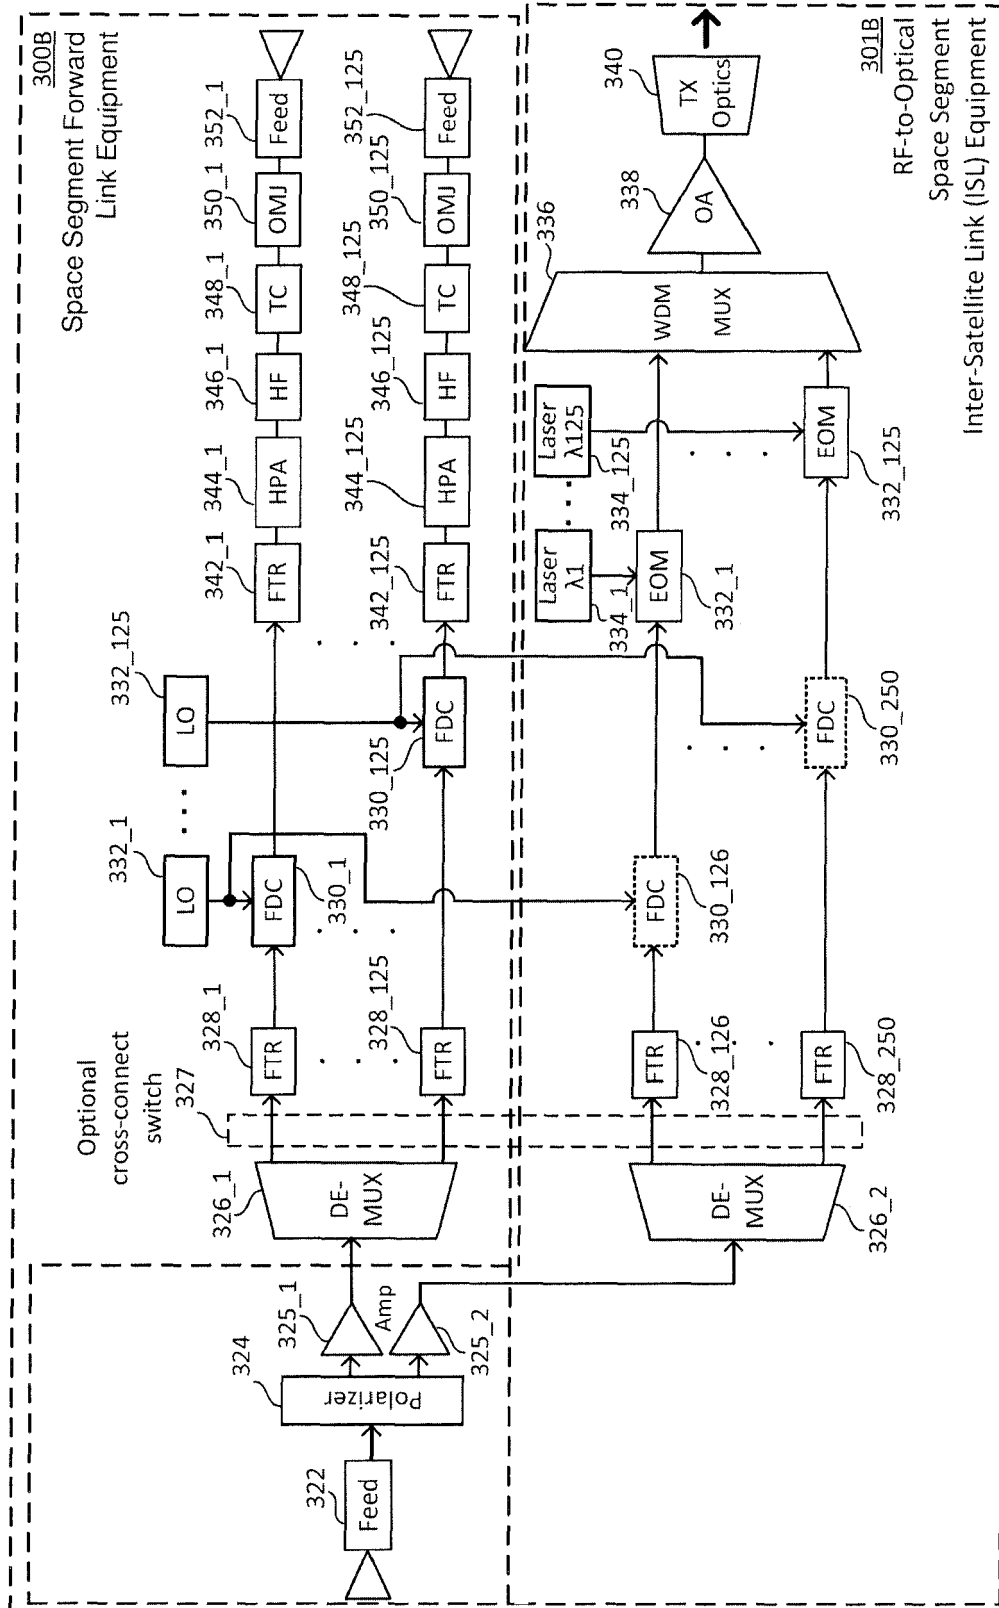 300B
Space Segment Forward
Link Equipment
301B
RF-to-Optical
Space Segment
Inter-Satellite Link (ISL) Equipment
322
Feed
324
Polarizer
325_1
Amp
325_2
326_1
DE-
MUX
326_2
DE-
MUX
Optional
cross-connect
switch
327
328_1
FTR
328_125
FTR
328_126
FTR
328_250
FTR
332_1
LO
332_125
LO
FDC
330_1
FDC
330_125
FDC
330_126
FDC
330_250
342_1
FTR
344_1
HPA
346_1
HF
348_1
TC
350_1
OMJ
352_1
Feed
342_125
FTR
344_125
HPA
346_125
HF
348_125
TC
350_125
OMJ
352_125
Feed
Laser
λ1
334_1
Laser
λ125
334_125
EOM
332_1
EOM
332_125
336
WDM
MUX
338
OA
340
TX
Optics